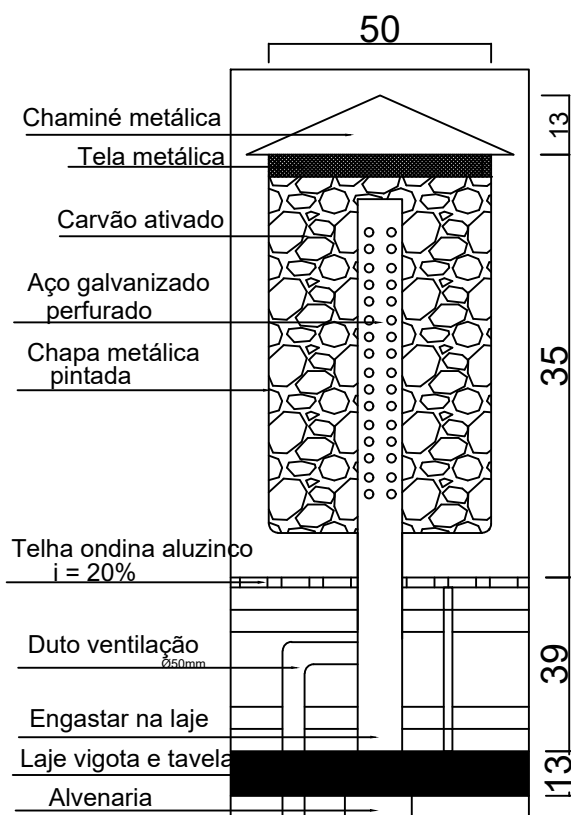 50
Chaminé metálica
13
Tela metálica
Carvão ativado
Aço galvanizado
perfurado
Chapa metálica
pintada
35
Telha ondina aluzinco
i = 20%
Duto ventilação
Ø50mm
39
Engastar na laje
Laje vigota e tavela
13
Alvenaria